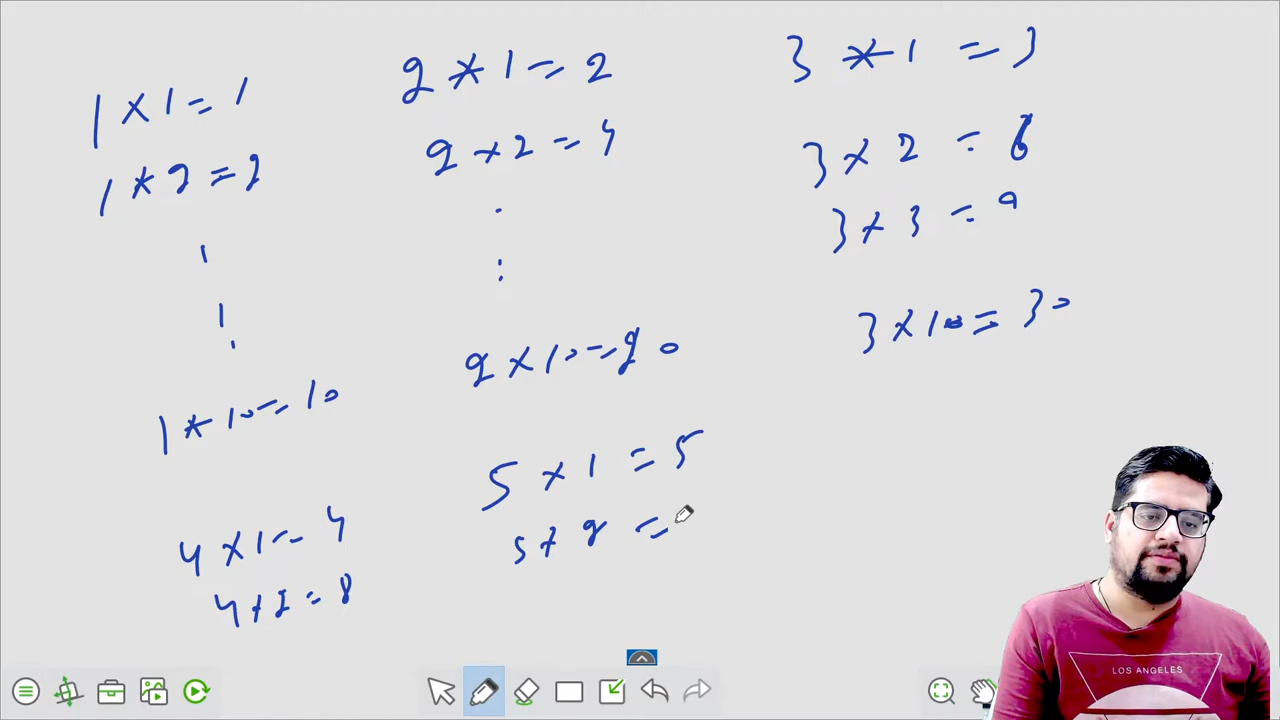 1 × 1 = 1
1 * 2 = 2
1 * 10 = 10
2 * 1 = 2
2 × 2 = 4
2 × 10 = 20
3 * 1 = 3
3 × 2 = 6
3 × 3 = 9
3 × 10 = 30
4 × 1 = 4
4 × 2 = 8
5 × 1 = 5
5 × 2 =
LOS ANGELES